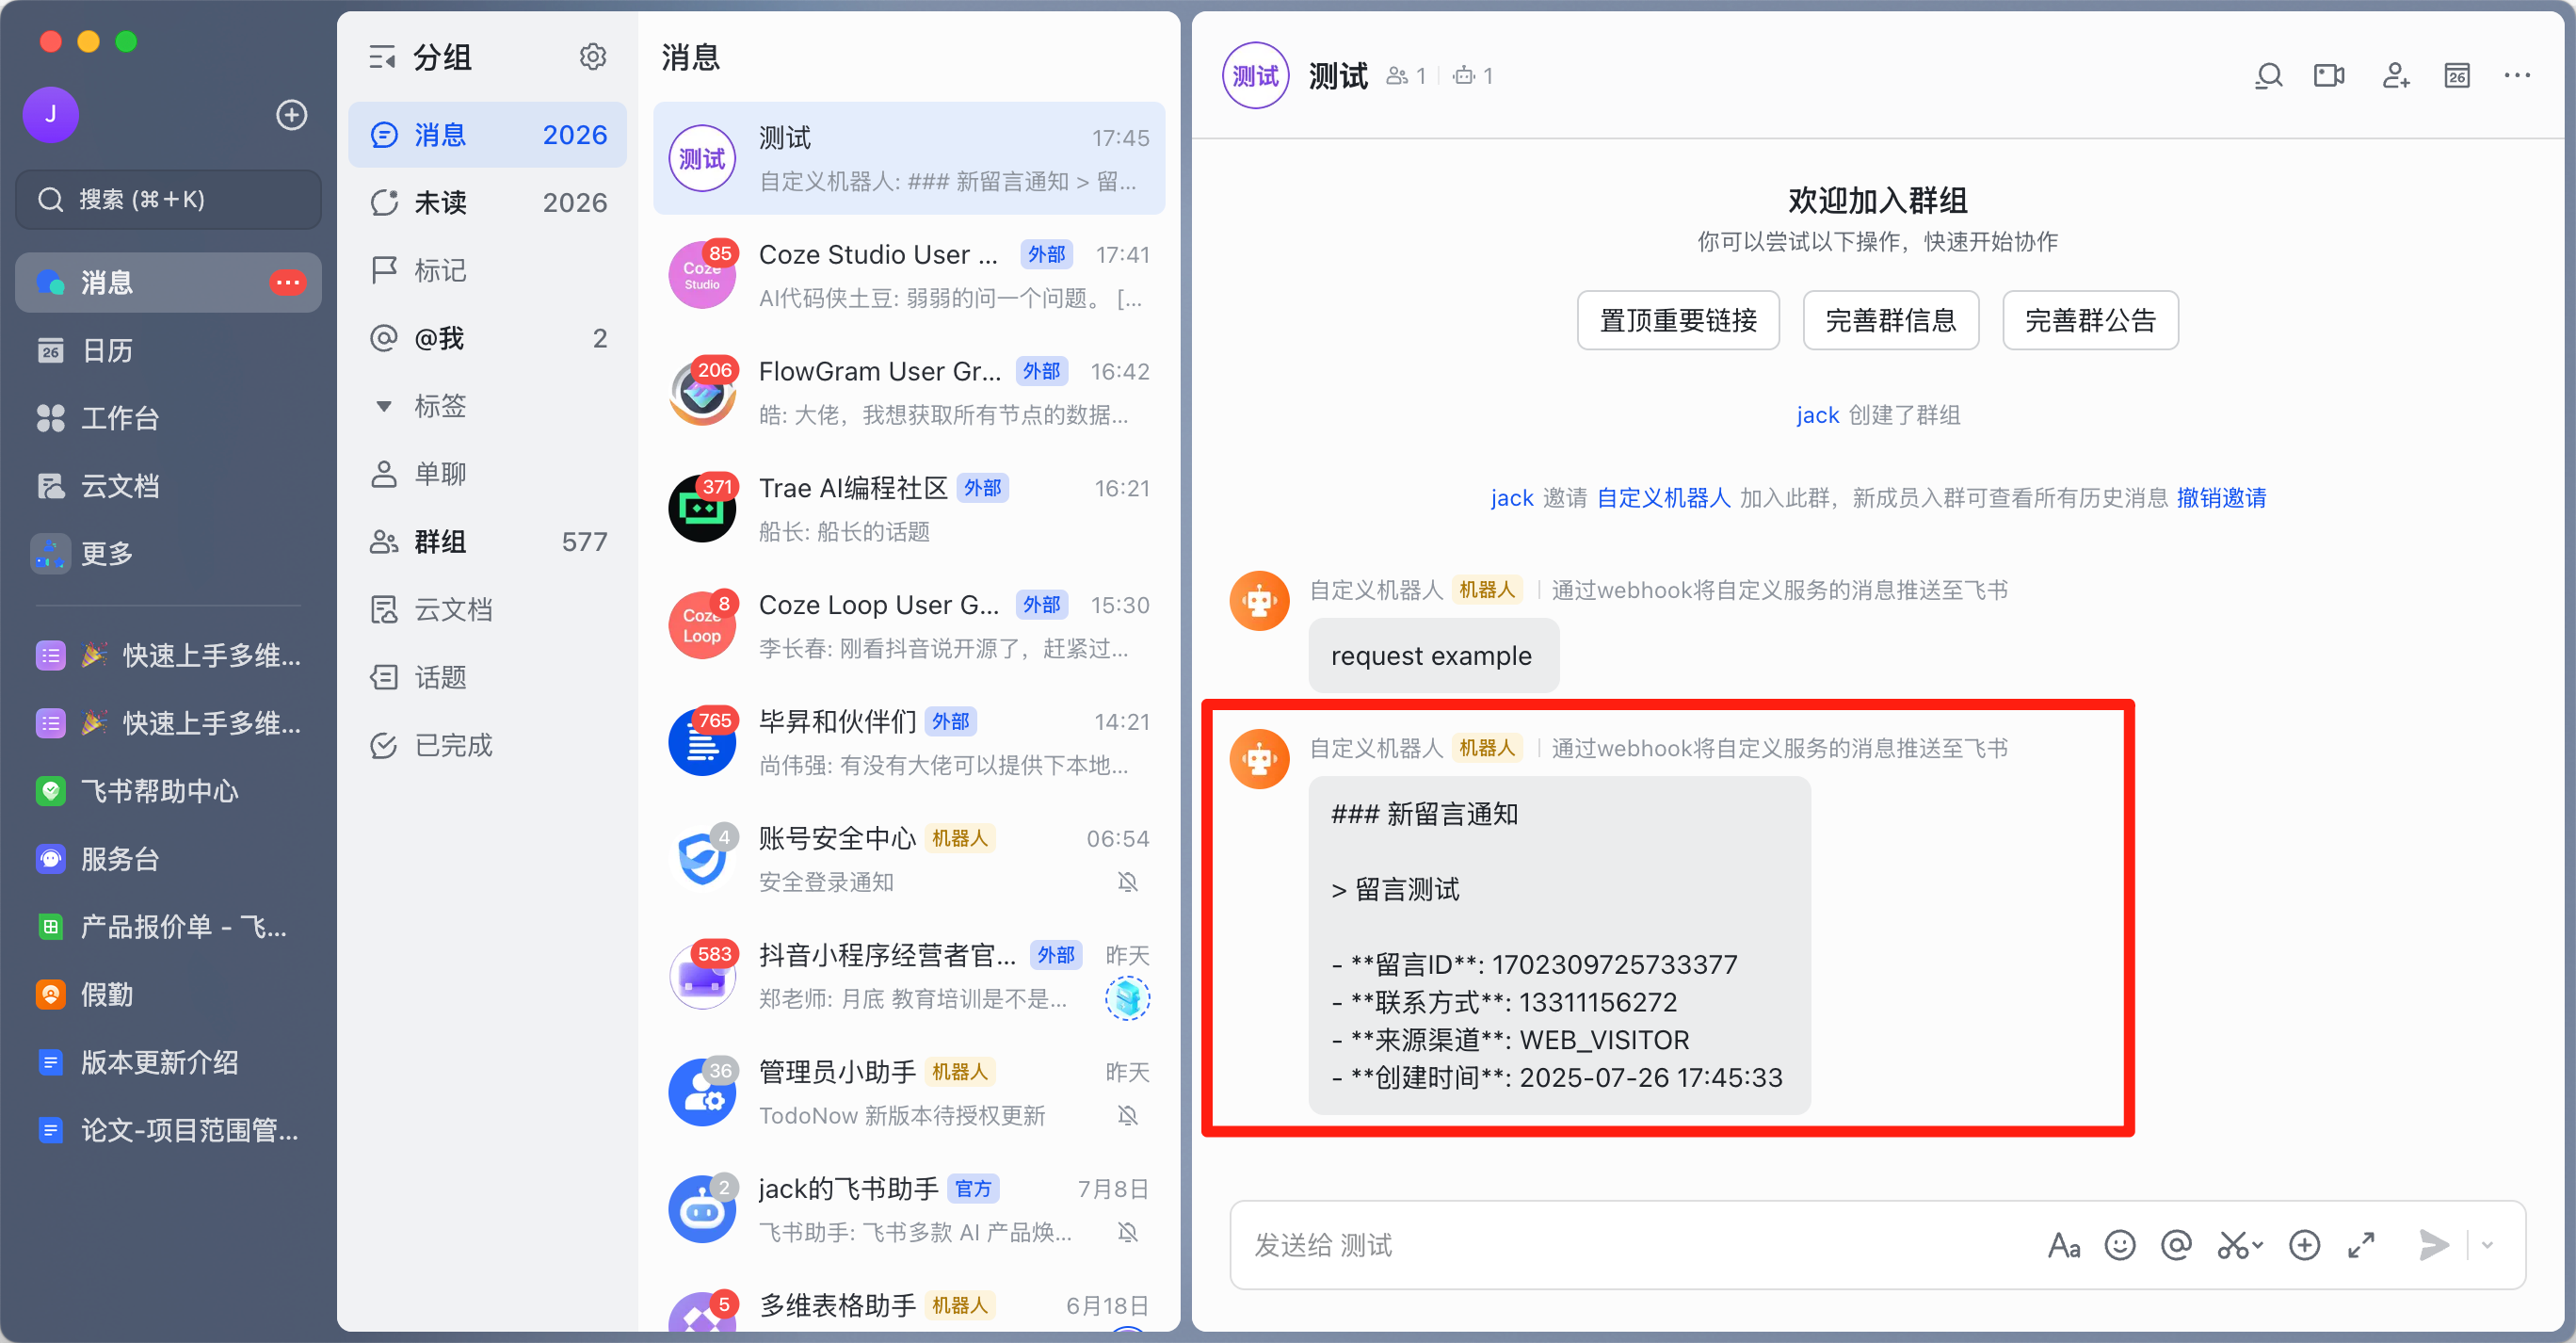 J
搜索 (⌘+K)
消息
26
日历
工作台
云文档
更多
快速上手多维...
快速上手多维...
飞书帮助中心
服务台
产品报价单 - 飞...
假勤
版本更新介绍
论文-项目范围管...
分组
消息 2026
未读 2026
标记
@我 2
标签
单聊
群组 577
云文档
话题
已完成
消息
测试
测试 17:45
自定义机器人: ### 新留言通知 > 留...
85
Coze
Studio
Coze Studio User ... 外部 17:41
AI代码侠土豆: 弱弱的问一个问题。 [...
206
FlowGram User Gr... 外部 16:42
皓: 大佬，我想获取所有节点的数据...
371
Trae AI编程社区 外部 16:21
船长: 船长的话题
8
Coze
Loop
Coze Loop User G... 外部 15:30
李长春: 刚看抖音说开源了，赶紧过...
765
毕昇和伙伴们 外部 14:21
尚伟强: 有没有大佬可以提供下本地...
4
账号安全中心 机器人 06:54
安全登录通知
583
抖音小程序经营者官... 外部 昨天
郑老师: 月底 教育培训是不是...
36
管理员小助手 机器人 昨天
TodoNow 新版本待授权更新
2
jack的飞书助手 官方 7月8日
飞书助手: 飞书多款 AI 产品焕...
5
多维表格助手 机器人 6月18日
测试
测试 1 1
26
欢迎加入群组
你可以尝试以下操作，快速开始协作
置顶重要链接 完善群信息 完善群公告
jack 创建了群组
jack 邀请 自定义机器人 加入此群，新成员入群可查看所有历史消息 撤销邀请
自定义机器人 机器人 通过webhook将自定义服务的消息推送至飞书
request example
自定义机器人 机器人 通过webhook将自定义服务的消息推送至飞书
### 新留言通知
> 留言测试
- **留言ID**: 1702309725733377
- **联系方式**: 13311156272
- **来源渠道**: WEB_VISITOR
- **创建时间**: 2025-07-26 17:45:33
发送给 测试
Aa